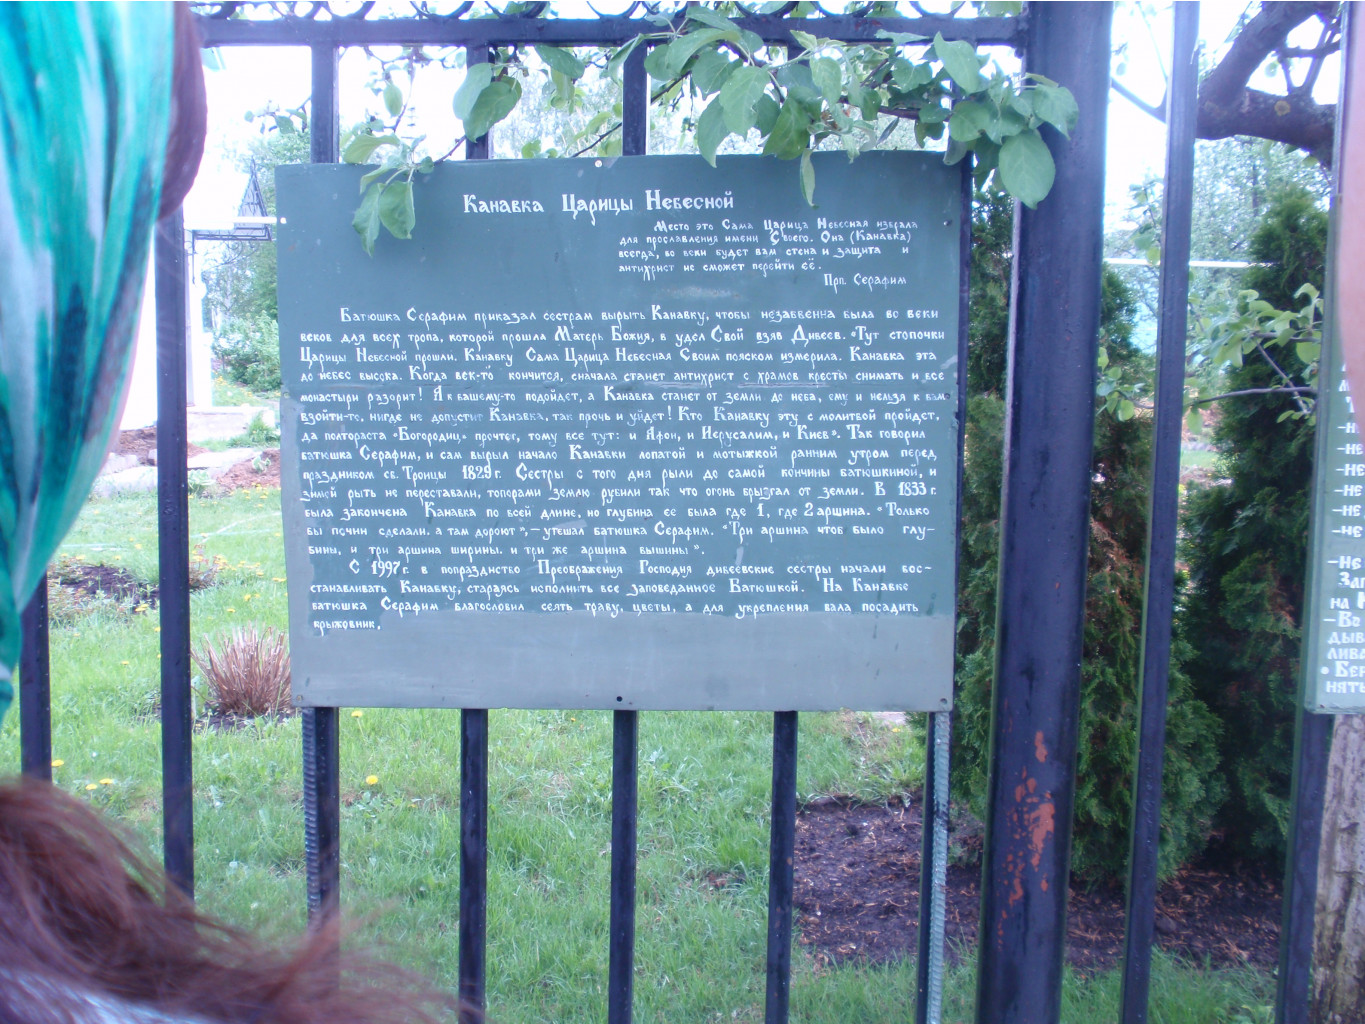 Канавка Царицы Небесной
Место это Сама Царица Небесная избрала
для прославления имени Своего. Она (Канавка)
всегда, во веки будет вам стена и защита и
антихрист не сможет перейти её.
Прп. Серафим
Батюшка Серафим приказал сестрам вырыть Канавку, чтобы незабвенна была во веки
веков для всех тропа, которой прошла Матерь Божия, в удел Свой взяв Дивеев. «Тут стопочки
Царицы Небесной прошли. Канавку Сама Царица Небесная Своим пояском измерила. Канавка эта
до небес высока. Когда век-то кончится, сначала станет антихрист с храмов кресты снимать и все
монастыри разорит! А к вашему-то подойдет, а Канавка станет от земли до неба, ему и нельзя к вам
взойти-то, нигде не допустит Канавка, так прочь и уйдет! Кто Канавку эту с молитвой пройдет,
да полтораста «Богородиц» прочтет, тому все тут: и Афон, и Иерусалим, и Киев». Так говорил
батюшка Серафим, и сам вырыл начало Канавки лопатой и мотыжкой ранним утром перед
праздником св. Троицы 1829 г. Сестры с того дня рыли до самой кончины батюшкиной, и
зимой рыть не переставали, топорами землю рубили так что огонь брызгал от земли. В 1833 г.
была закончена Канавка по всей длине, но глубина ее была где 1, где 2 аршина. «Только
бы почин сделали, а там дороют», – утешал батюшка Серафим. «Три аршина чтоб было глу-
бины, и три аршина ширины, и три же аршина вышины».
С 1997 г. в попразднство Преображения Господня дивеевские сестры начали вос-
станавливать Канавку, стараясь исполнить все заповеданное Батюшкой. На Канавке
батюшка Серафим благословил сеять траву, цветы, а для укрепления вала посадить
крыжовник.
-не
-не
-не
-не
-не
-не
на
-Во